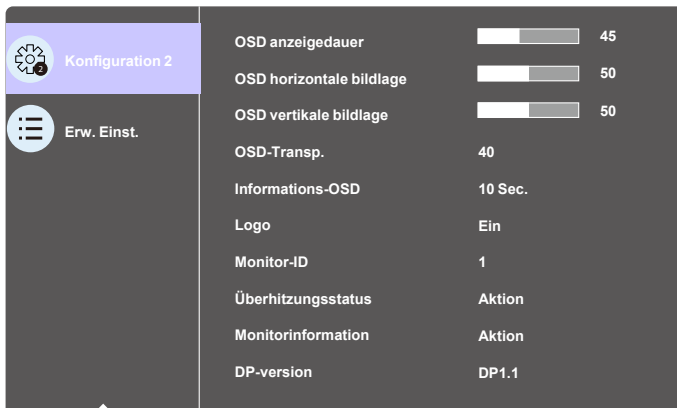 2
Konfiguration 2
Erw. Einst.
OSD anzeigedauer 45
OSD horizontale bildlage 50
OSD vertikale bildlage 50
OSD-Transp. 40
Informations-OSD 10 Sec.
Logo Ein
Monitor-ID 1
Überhitzungsstatus Aktion
Monitorinformation Aktion
DP-version DP1.1